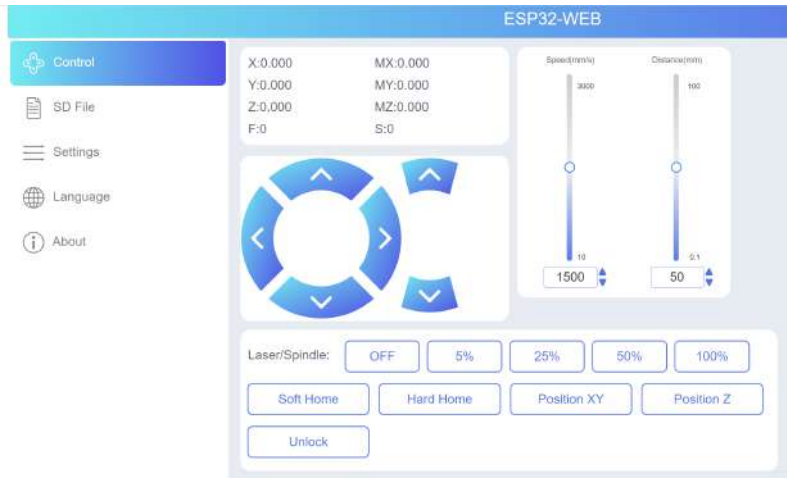 ESP32-WEB
Control
SD File
Settings
Language
About
X:0.000 MX:0.000
Y:0.000 MY:0.000
Z:0.000 MZ:0.000
F:0 S:0
Speed(mm/s) Distance(mm)
3000 100
10 0.1
1500 50
Laser/Spindle: OFF 5% 25% 50% 100%
Soft Home Hard Home Position XY Position Z
Unlock